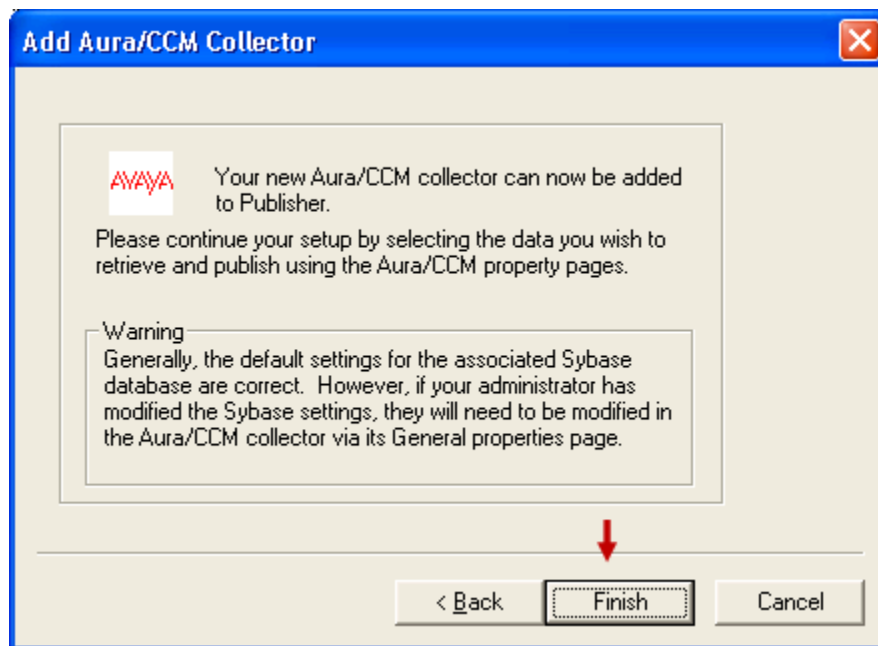 Add Aura/CCM Collector
AVAYA
Your new Aura/CCM collector can now be added
to Publisher.
Please continue your setup by selecting the data you wish to
retrieve and publish using the Aura/CCM property pages.
Warning
Generally, the default settings for the associated Sybase
database are correct.  However, if your administrator has
modified the Sybase settings, they will need to be modified in
the Aura/CCM collector via its General properties page.
< Back
Finish
Cancel